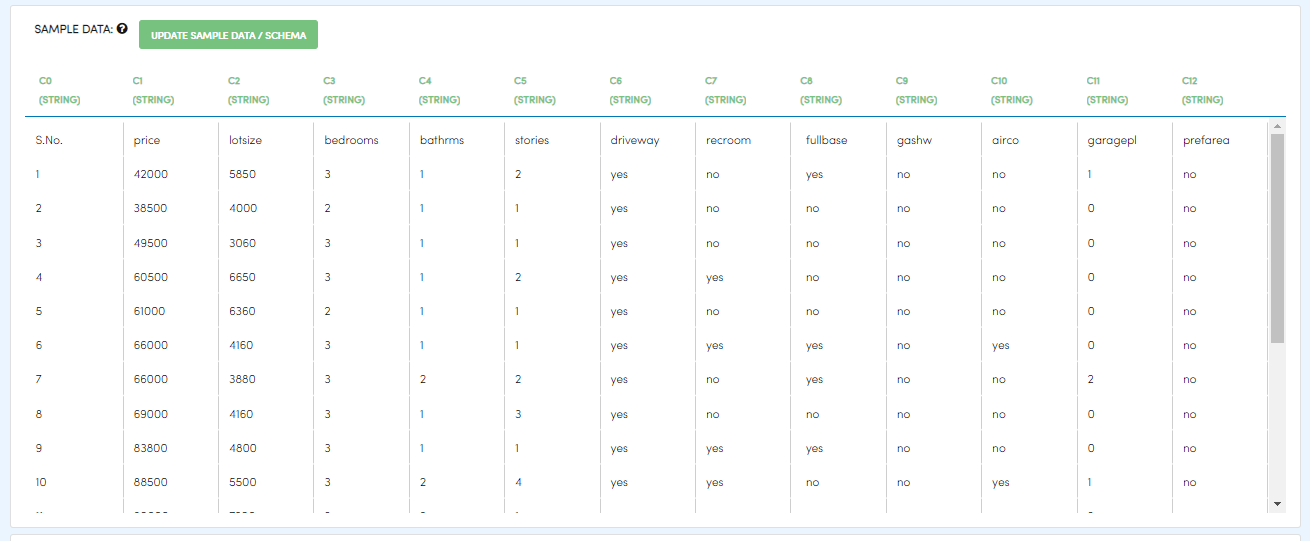 SAMPLE DATA: ? UPDATE SAMPLE DATA / SCHEMA
C0 C1 C2 C3 C4 C5 C6 C7 C8 C9 C10 C11 C12
(STRING) (STRING) (STRING) (STRING) (STRING) (STRING) (STRING) (STRING) (STRING) (STRING) (STRING) (STRING) (STRING)
S.No. price lotsize bedrooms bathrms stories driveway recroom fullbase gashw airco garagepl prefarea
1 42000 5850 3 1 2 yes no yes no no 1 no
2 38500 4000 2 1 1 yes no no no no 0 no
3 49500 3060 3 1 1 yes no no no no 0 no
4 60500 6650 3 1 2 yes yes no no no 0 no
5 61000 6360 2 1 1 yes no no no no 0 no
6 66000 4160 3 1 1 yes yes yes no yes 0 no
7 66000 3880 3 2 2 yes no yes no no 2 no
8 69000 4160 3 1 3 yes no no no no 0 no
9 83800 4800 3 1 1 yes yes yes no no 0 no
10 88500 5500 3 2 4 yes yes no no yes 1 no